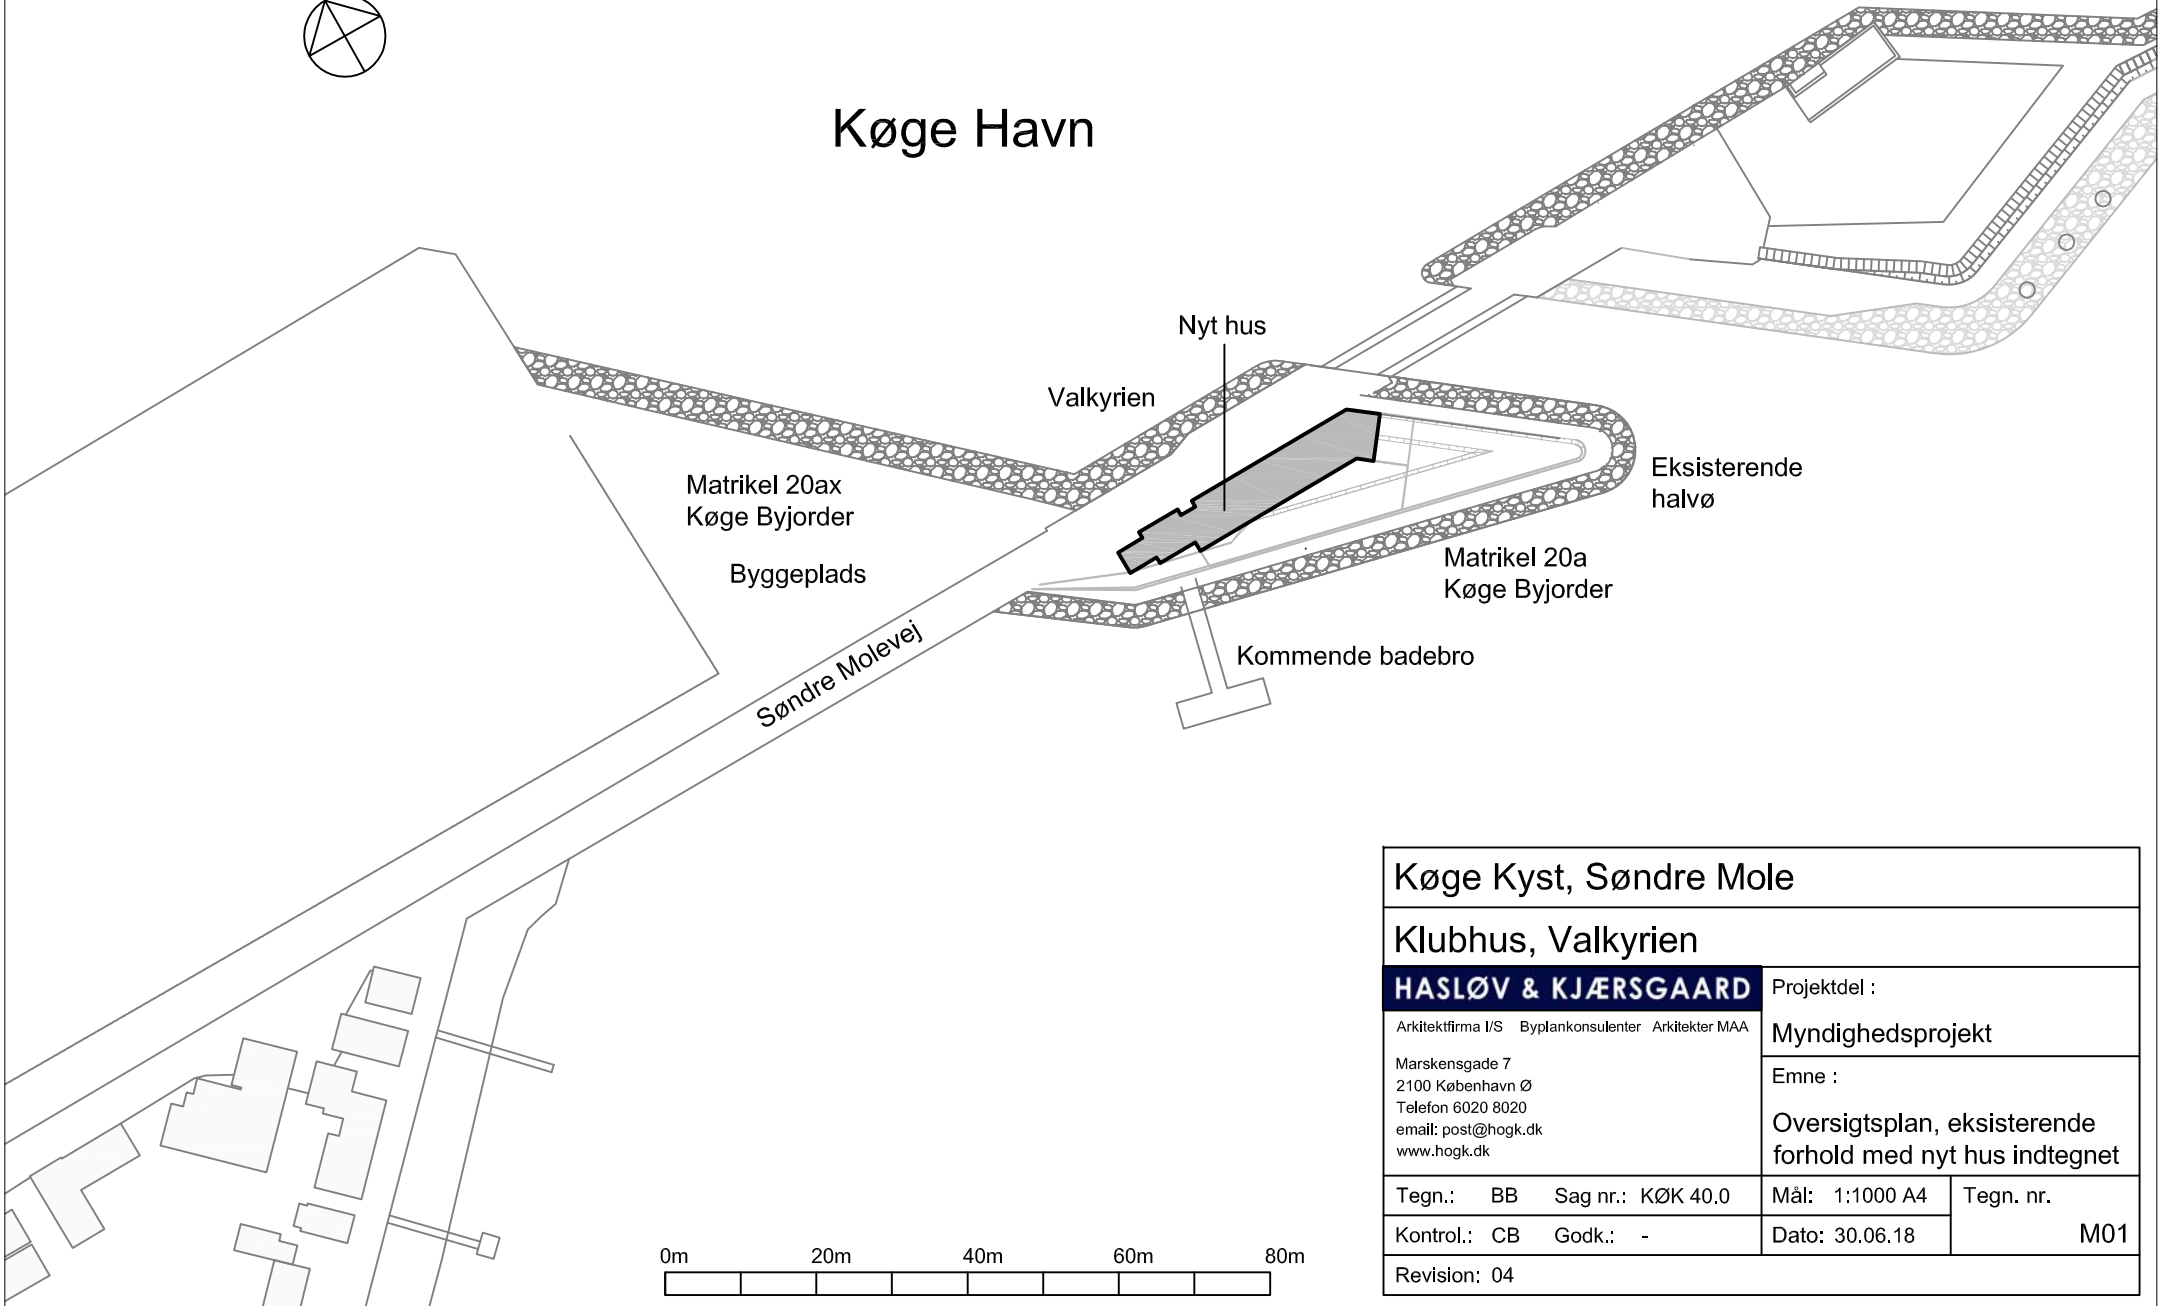 Køge Havn
Nyt hus
Valkyrien
Matrikel 20ax
Køge Byjorder
Byggeplads
Eksisterende
halvø
Matrikel 20a
Køge Byjorder
Søndre Molevej
Kommende badebro
0m 20m 40m 60m 80m
Køge Kyst, Søndre Mole
Klubhus, Valkyrien
HASLØV & KJÆRSGAARD
Arkitektfirma I/S Byplankonsulenter Arkitekter MAA
Marskensgade 7
2100 København Ø
Telefon 6020 8020
email: post@hogk.dk
www.hogk.dk
Projektdel :
Myndighedsprojekt
Emne :
Oversigtsplan, eksisterende
forhold med nyt hus indtegnet
Tegn.: BB Sag nr.: KØK 40.0
Mål: 1:1000 A4
Tegn. nr.
Kontrol.: CB Godk.: -
Dato: 30.06.18
M01
Revision: 04